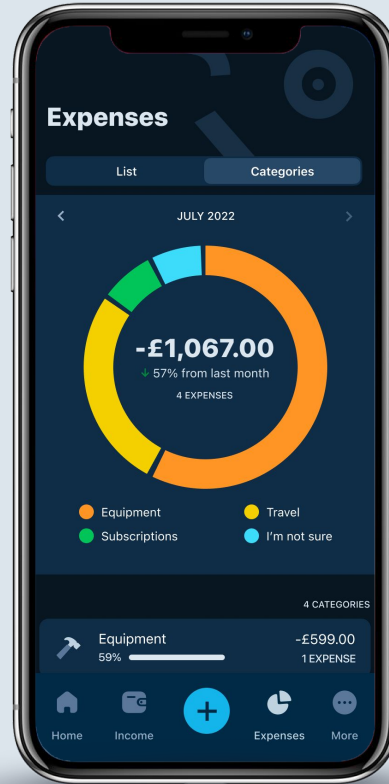 Expenses
List
Categories
JULY 2022
-£1,067.00
↓ 57% from last month
4 EXPENSES
Equipment
Travel
Subscriptions
I'm not sure
4 CATEGORIES
Equipment
-£599.00
59%
1 EXPENSE
Home
Income
+
Expenses
More